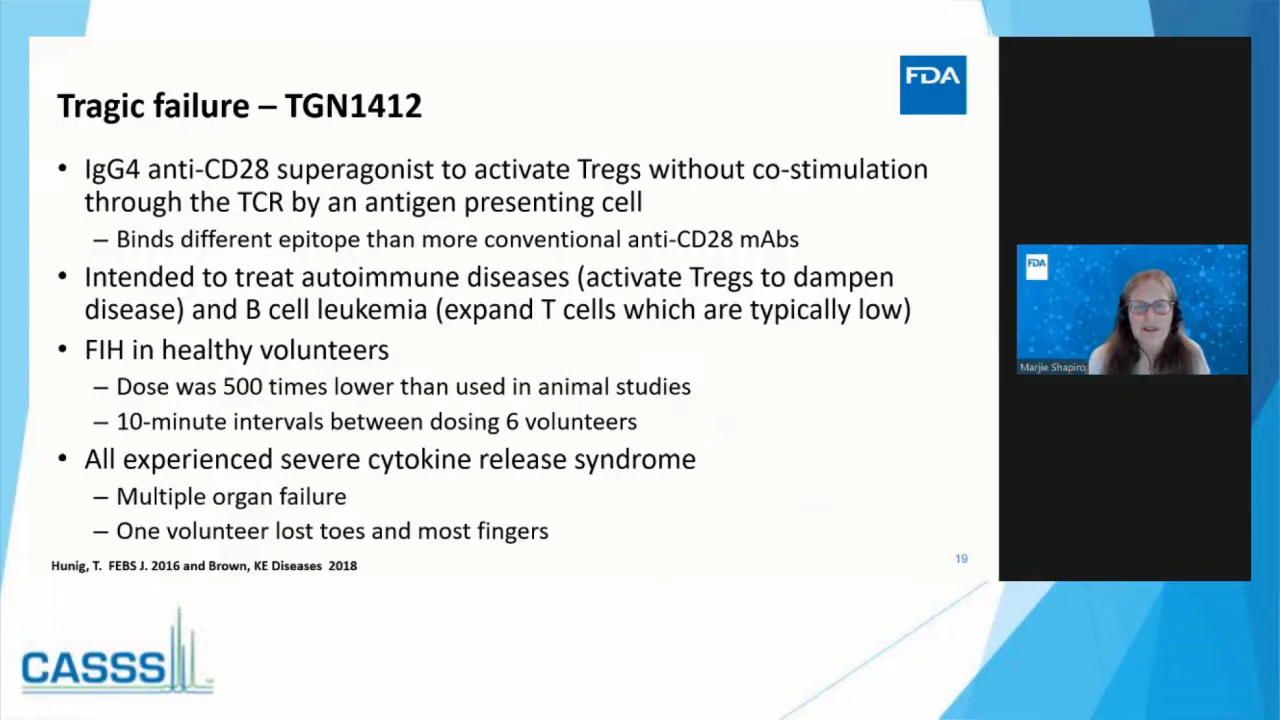 FDA
Tragic failure – TGN1412
• IgG4 anti-CD28 superagonist to activate Tregs without co-stimulation
through the TCR by an antigen presenting cell
– Binds different epitope than more conventional anti-CD28 mAbs
• Intended to treat autoimmune diseases (activate Tregs to dampen
disease) and B cell leukemia (expand T cells which are typically low)
• FIH in healthy volunteers
– Dose was 500 times lower than used in animal studies
– 10-minute intervals between dosing 6 volunteers
• All experienced severe cytokine release syndrome
– Multiple organ failure
– One volunteer lost toes and most fingers
Hunig, T. FEBS J. 2016 and Brown, KE Diseases 2018
19
FDA
Marjie Shapiro
CASSS